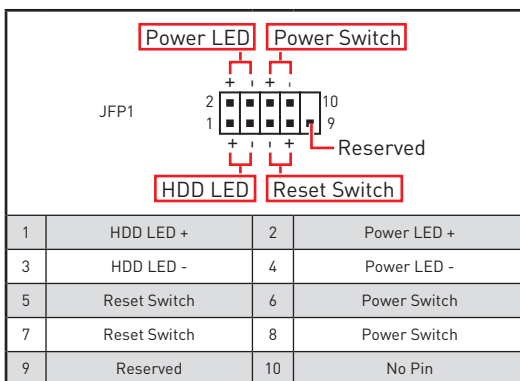 Power LED Power Switch
+ - + -
JFP1
2 10
1 9
+ - - +
Reserved
HDD LED Reset Switch
1 HDD LED + 2 Power LED +
3 HDD LED - 4 Power LED -
5 Reset Switch 6 Power Switch
7 Reset Switch 8 Power Switch
9 Reserved 10 No Pin